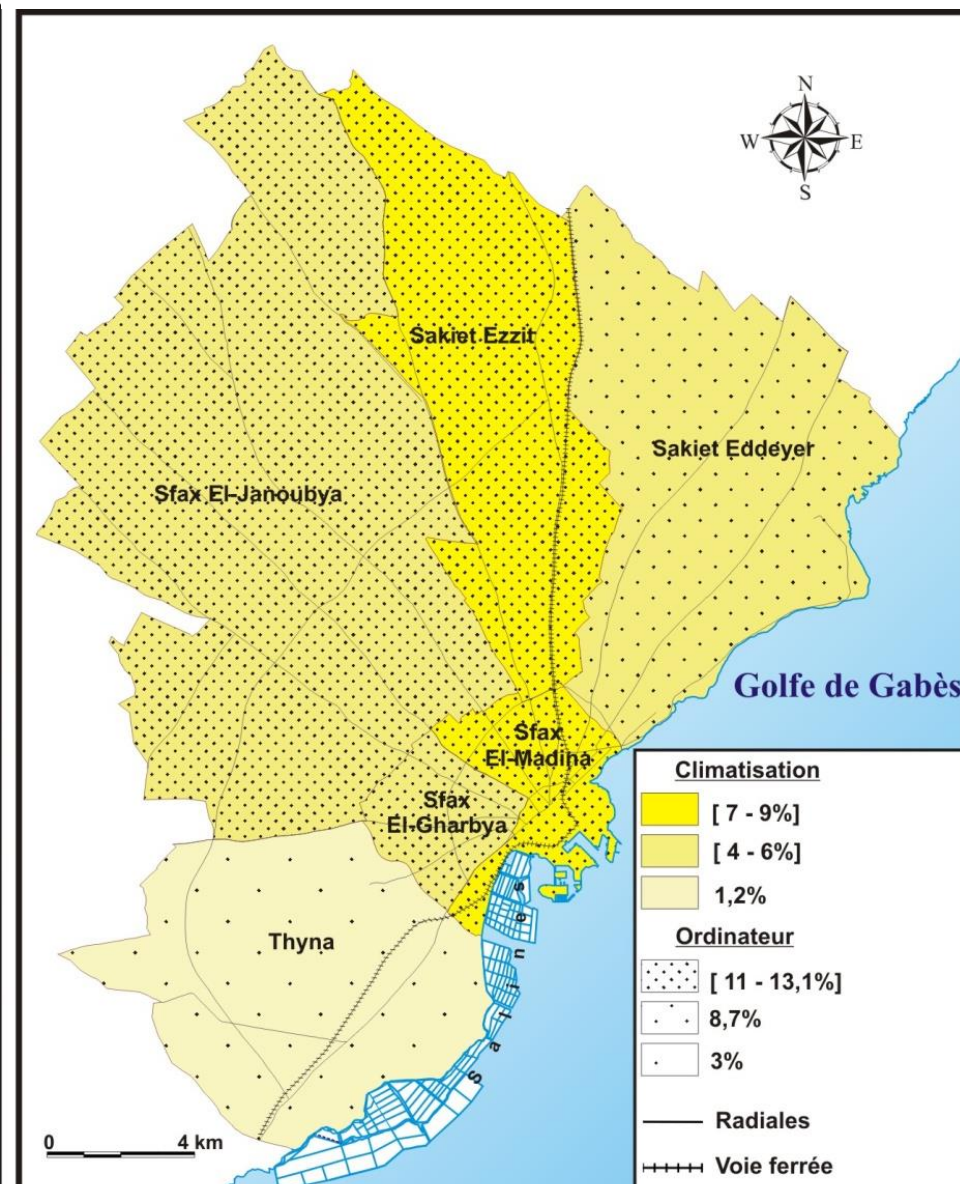 N
W E
S
Sakiet Ezzit
Sakiet Eddeyer
Sfax El-Janoubya
Golfe de Gabès
Sfax
El-Madina
Sfax
El-Gharbya
Thyna
Salines
Climatisation
[ 7 - 9%]
[ 4 - 6%]
1,2%
Ordinateur
[ 11 - 13,1%]
8,7%
3%
Radiales
Voie ferrée
0 4 km